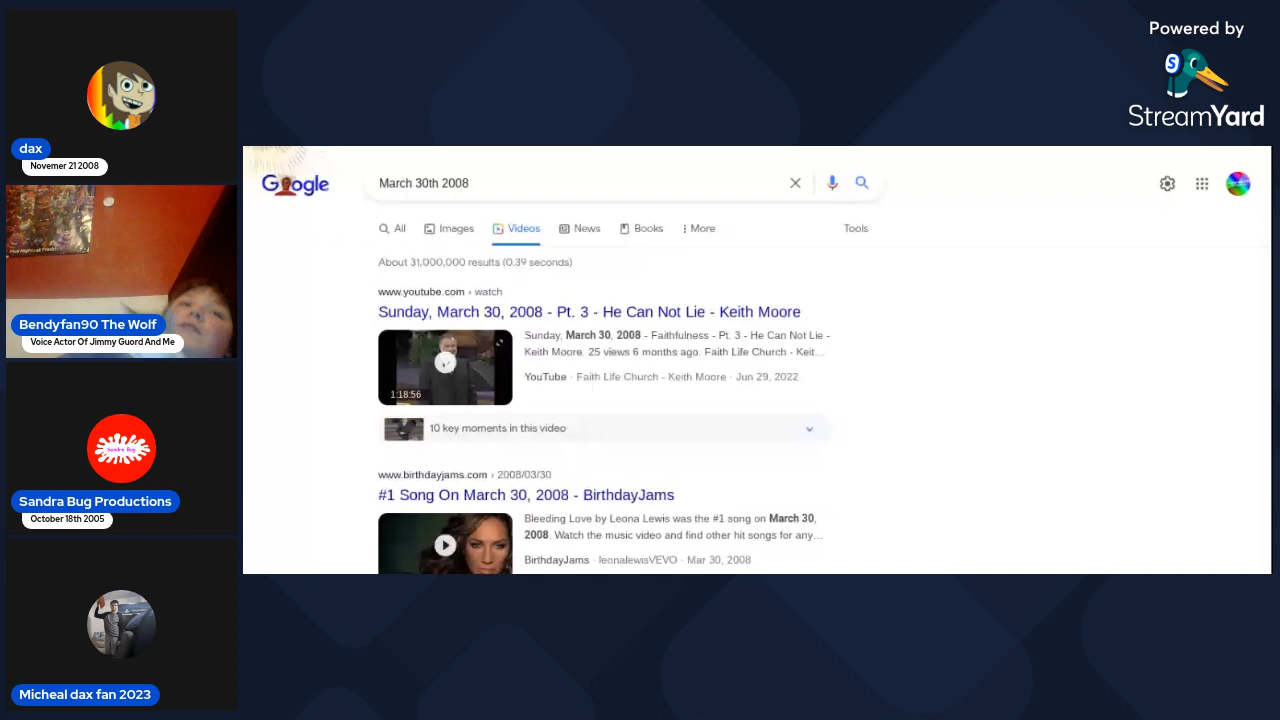 Powered by
StreamYard
dax
Novemer 21 2008
Bendyfan90 The Wolf
Voice Actor Of Jimmy Guord And Me
Sandra Bug
Sandra Bug Productions
October 18th 2005
Micheal dax fan 2023
Google
March 30th 2008
All Images Videos News Books More Tools
About 31,000,000 results (0.39 seconds)
www.youtube.com › watch
Sunday, March 30, 2008 - Pt. 3 - He Can Not Lie - Keith Moore
Sunday, March 30, 2008 - Faithfulness - Pt. 3 - He Can Not Lie -
Keith Moore. 25 views 6 months ago. Faith Life Church - Keit...
YouTube · Faith Life Church - Keith Moore · Jun 29, 2022
1:18:56
10 key moments in this video
www.birthdayjams.com › 2008/03/30
#1 Song On March 30, 2008 - BirthdayJams
Bleeding Love by Leona Lewis was the #1 song on March 30,
2008. Watch the music video and find other hit songs for any...
BirthdayJams · leonalewisVEVO · Mar 30, 2008